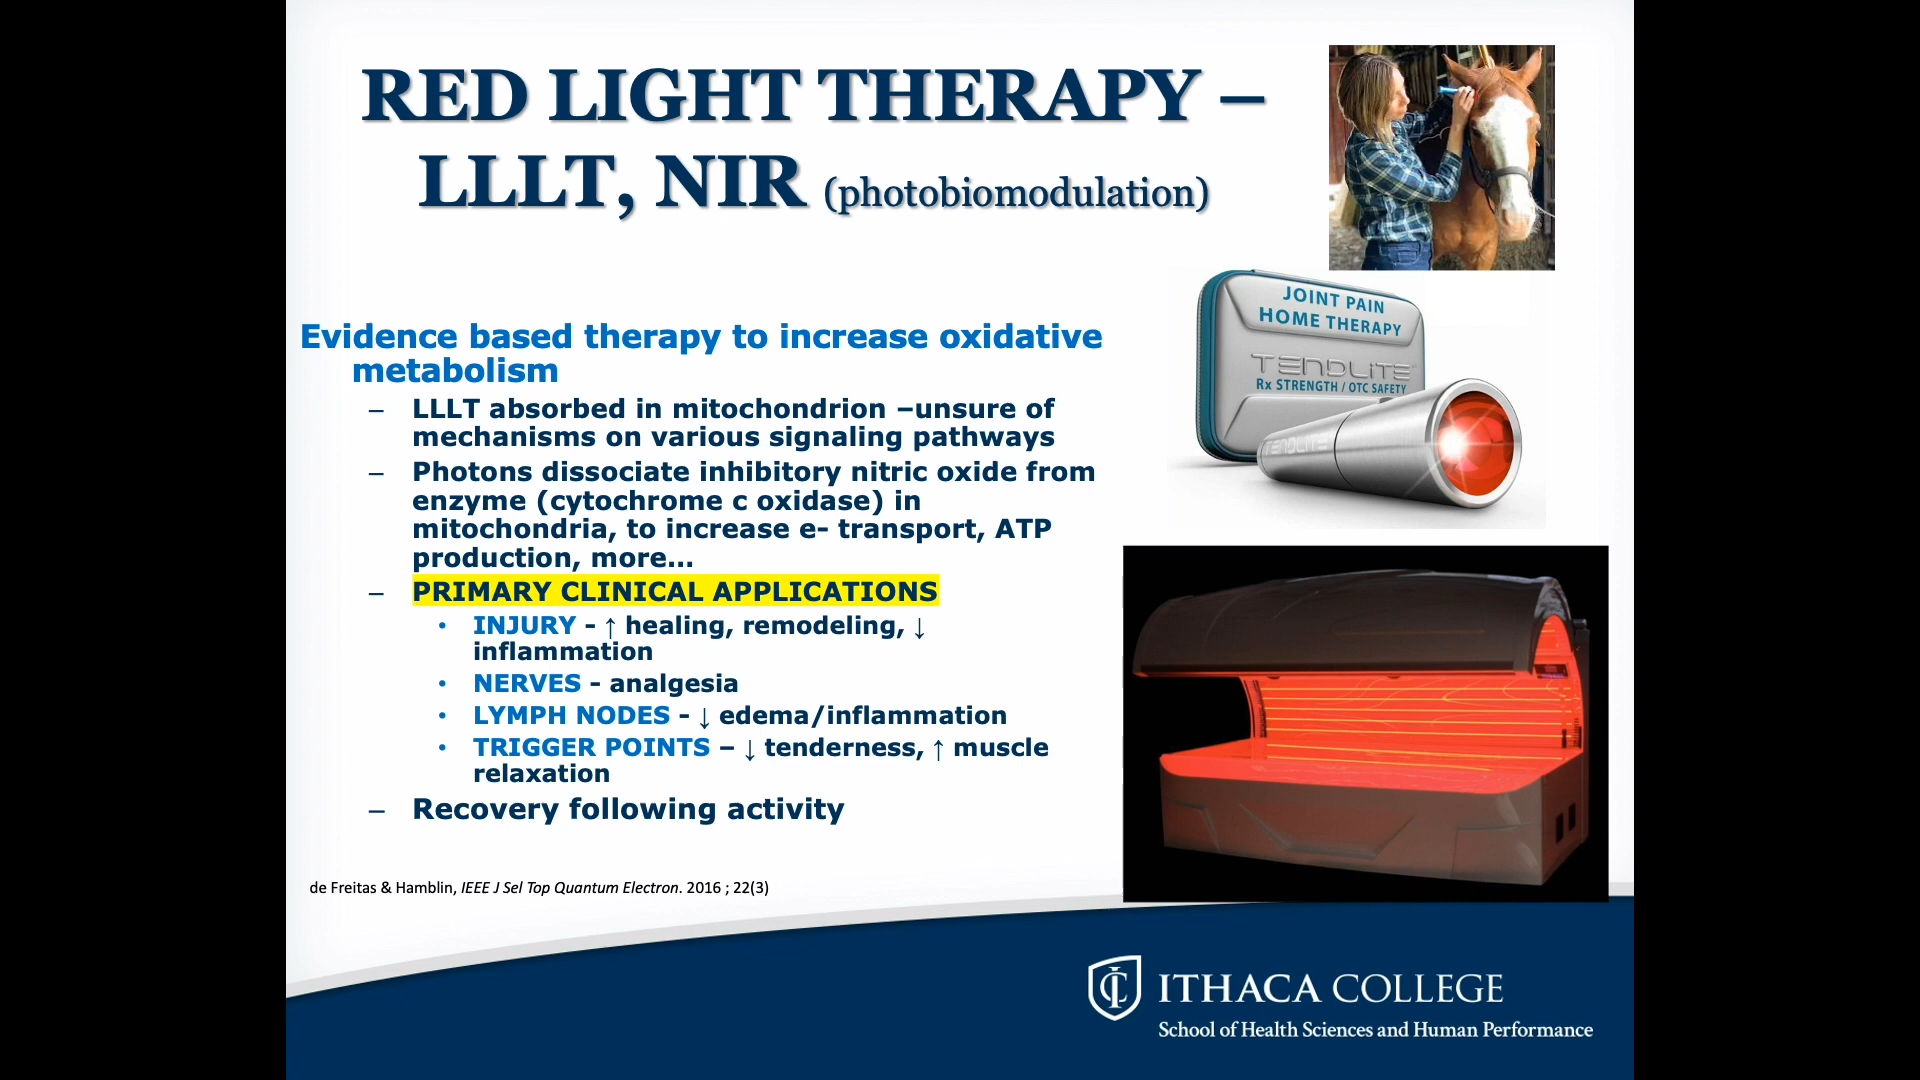 RED LIGHT THERAPY –
LLLT, NIR (photobiomodulation)
JOINT PAIN
HOME THERAPY
TENDLITE
Rx STRENGTH / OTC SAFETY
TENDLITE
Evidence based therapy to increase oxidative
metabolism
– LLLT absorbed in mitochondrion –unsure of
mechanisms on various signaling pathways
– Photons dissociate inhibitory nitric oxide from
enzyme (cytochrome c oxidase) in
mitochondria, to increase e- transport, ATP
production, more...
– PRIMARY CLINICAL APPLICATIONS
• INJURY - ↑ healing, remodeling, ↓
inflammation
• NERVES - analgesia
• LYMPH NODES - ↓ edema/inflammation
• TRIGGER POINTS – ↓ tenderness, ↑ muscle
relaxation
– Recovery following activity
de Freitas & Hamblin, IEEE J Sel Top Quantum Electron. 2016 ; 22(3)
ITHACA COLLEGE
School of Health Sciences and Human Performance